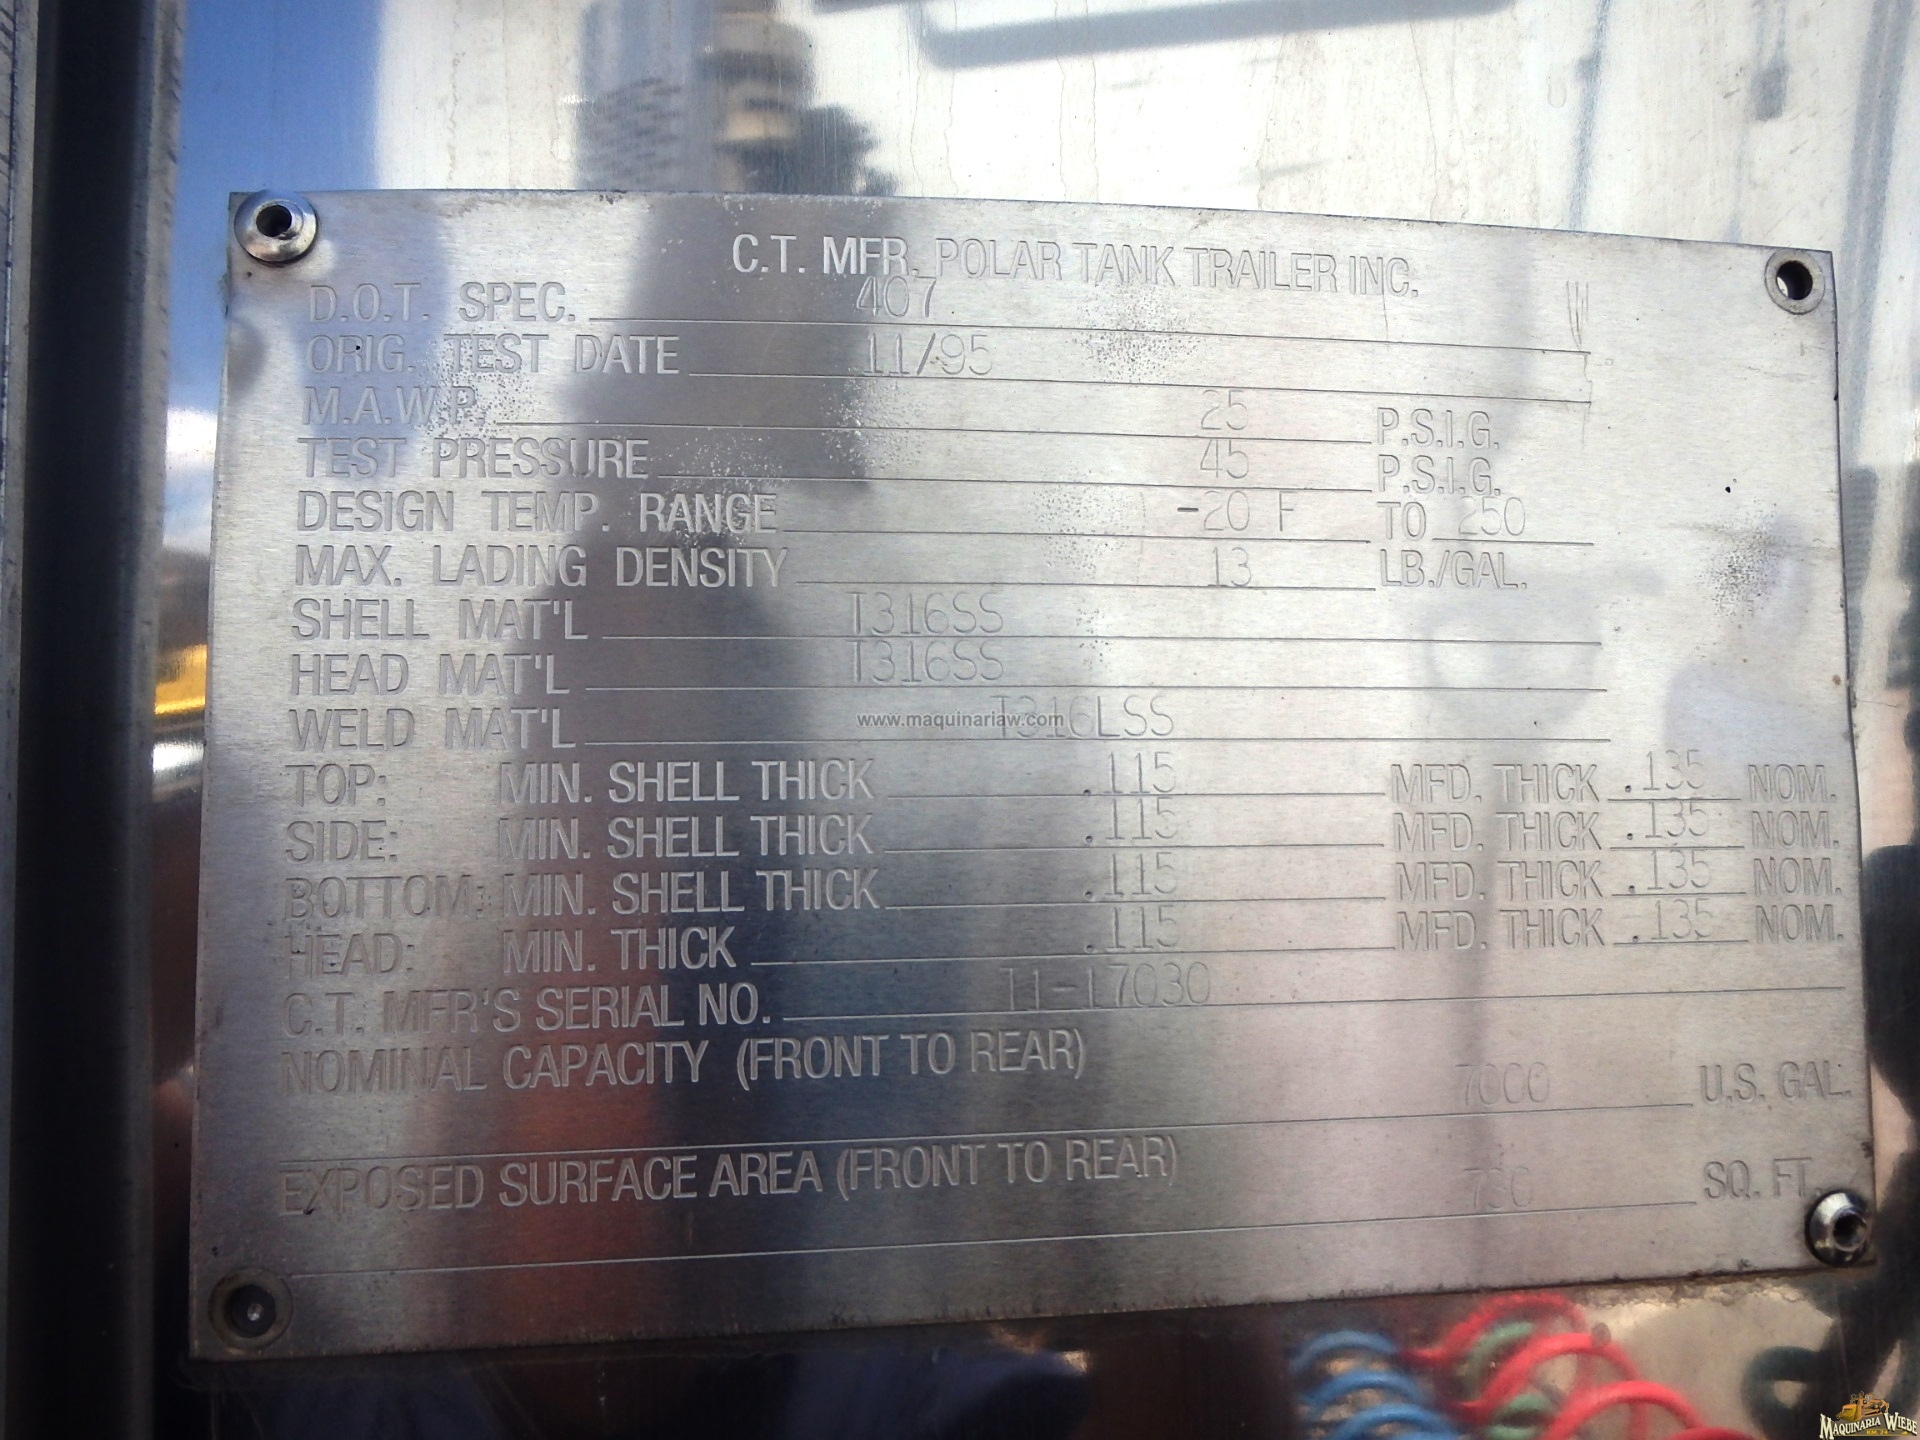 C.T. MFR. POLAR TANK TRAILER INC.
D.O.T. SPEC. 407
ORIG. TEST DATE 11/95
M.A.W.P. 25 P.S.I.G.
TEST PRESSURE 45 P.S.I.G.
DESIGN TEMP. RANGE -20 F TO 250
MAX. LADING DENSITY 13 LB./GAL.
SHELL MAT'L T316SS
HEAD MAT'L T316SS
WELD MAT'L T316LSS
www.maquinariaw.com
TOP: MIN. SHELL THICK .115 MFD. THICK .135 NOM.
SIDE: MIN. SHELL THICK .115 MFD. THICK .135 NOM.
BOTTOM: MIN. SHELL THICK .115 MFD. THICK .135 NOM.
HEAD: MIN. THICK .115 MFD. THICK .135 NOM.
C.T. MFR'S SERIAL NO. 11-17030
NOMINAL CAPACITY (FRONT TO REAR) 7000 U.S. GAL.
EXPOSED SURFACE AREA (FRONT TO REAR) 730 SQ. FT.
MAQUINARIA WIEBE
KM. 24